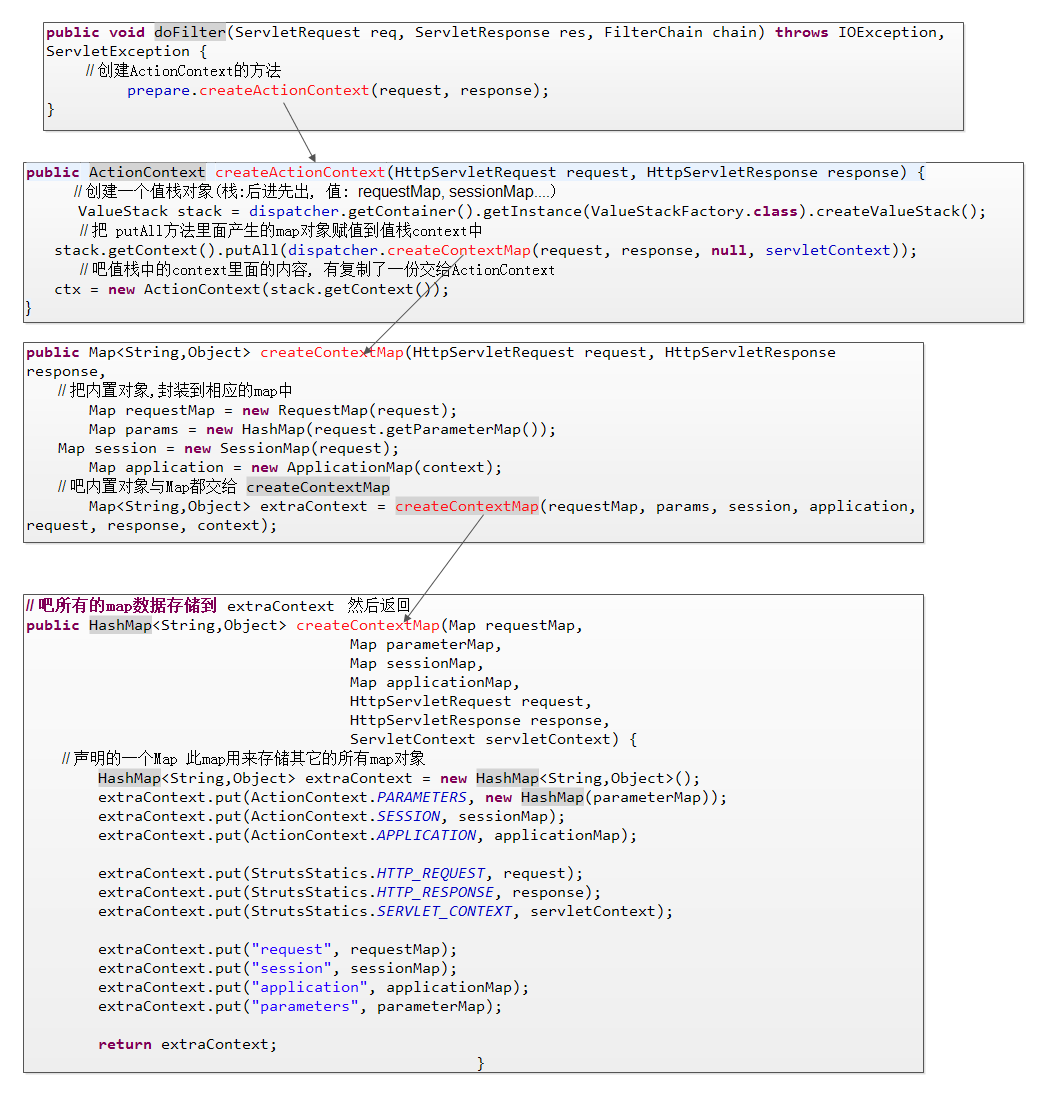 public void doFilter(ServletRequest req, ServletResponse res, FilterChain chain) throws IOException,
ServletException {
//创建ActionContext的方法
prepare.createActionContext(request, response);
}
public ActionContext createActionContext(HttpServletRequest request, HttpServletResponse response) {
//创建一个值栈对象(栈:后进先出, 值: requestMap, sessionMap....)
ValueStack stack = dispatcher.getContainer().getInstance(ValueStackFactory.class).createValueStack();
//把 putAll方法里面产生的map对象赋值到值栈context中
stack.getContext().putAll(dispatcher.createContextMap(request, response, null, servletContext));
//吧值栈中的context里面的内容, 有复制了一份交给ActionContext
ctx = new ActionContext(stack.getContext());
}
public Map<String,Object> createContextMap(HttpServletRequest request, HttpServletResponse
response,
//把内置对象,封装到相应的map中
Map requestMap = new RequestMap(request);
Map params = new HashMap(request.getParameterMap());
Map session = new SessionMap(request);
Map application = new ApplicationMap(context);
//吧内置对象与Map都交给 createContextMap
Map<String,Object> extraContext = createContextMap(requestMap, params, session, application,
request, response, context);
//吧所有的map数据存储到 extraContext 然后返回
public HashMap<String,Object> createContextMap(Map requestMap,
Map parameterMap,
Map sessionMap,
Map applicationMap,
HttpServletRequest request,
HttpServletResponse response,
ServletContext servletContext) {
//声明的一个Map 此map用来存储其它的所有map对象
HashMap<String,Object> extraContext = new HashMap<String,Object>();
extraContext.put(ActionContext.PARAMETERS, new HashMap(parameterMap));
extraContext.put(ActionContext.SESSION, sessionMap);
extraContext.put(ActionContext.APPLICATION, applicationMap);
extraContext.put(StrutsStatics.HTTP_REQUEST, request);
extraContext.put(StrutsStatics.HTTP_RESPONSE, response);
extraContext.put(StrutsStatics.SERVLET_CONTEXT, servletContext);
extraContext.put("request", requestMap);
extraContext.put("session", sessionMap);
extraContext.put("application", applicationMap);
extraContext.put("parameters", parameterMap);
return extraContext;
}